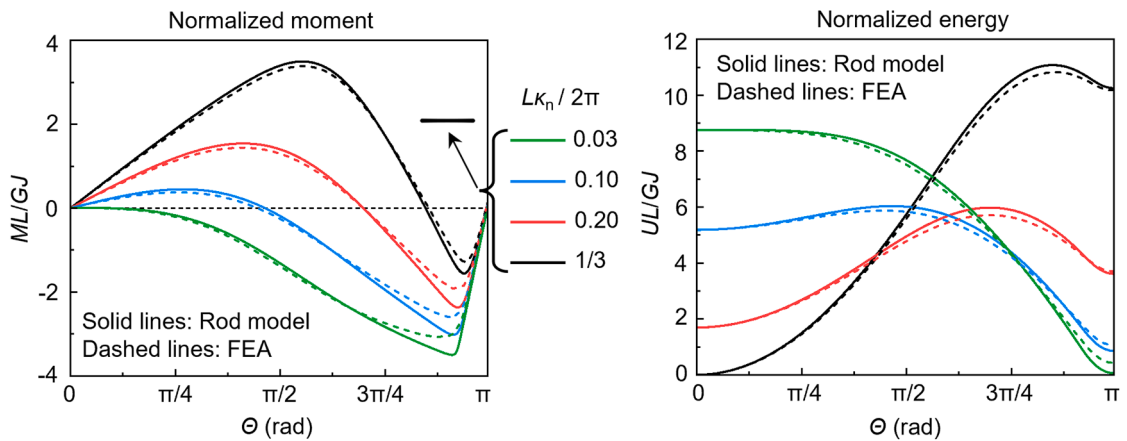 Normalized moment
ML/GJ
4
2
0
-2
-4
Solid lines: Rod model
Dashed lines: FEA
0
π/4
π/2
3π/4
π
Θ (rad)
Lκn / 2π
0.03
0.10
0.20
1/3
Normalized energy
UL/GJ
12
10
8
6
4
2
0
Solid lines: Rod model
Dashed lines: FEA
0
π/4
π/2
3π/4
π
Θ (rad)